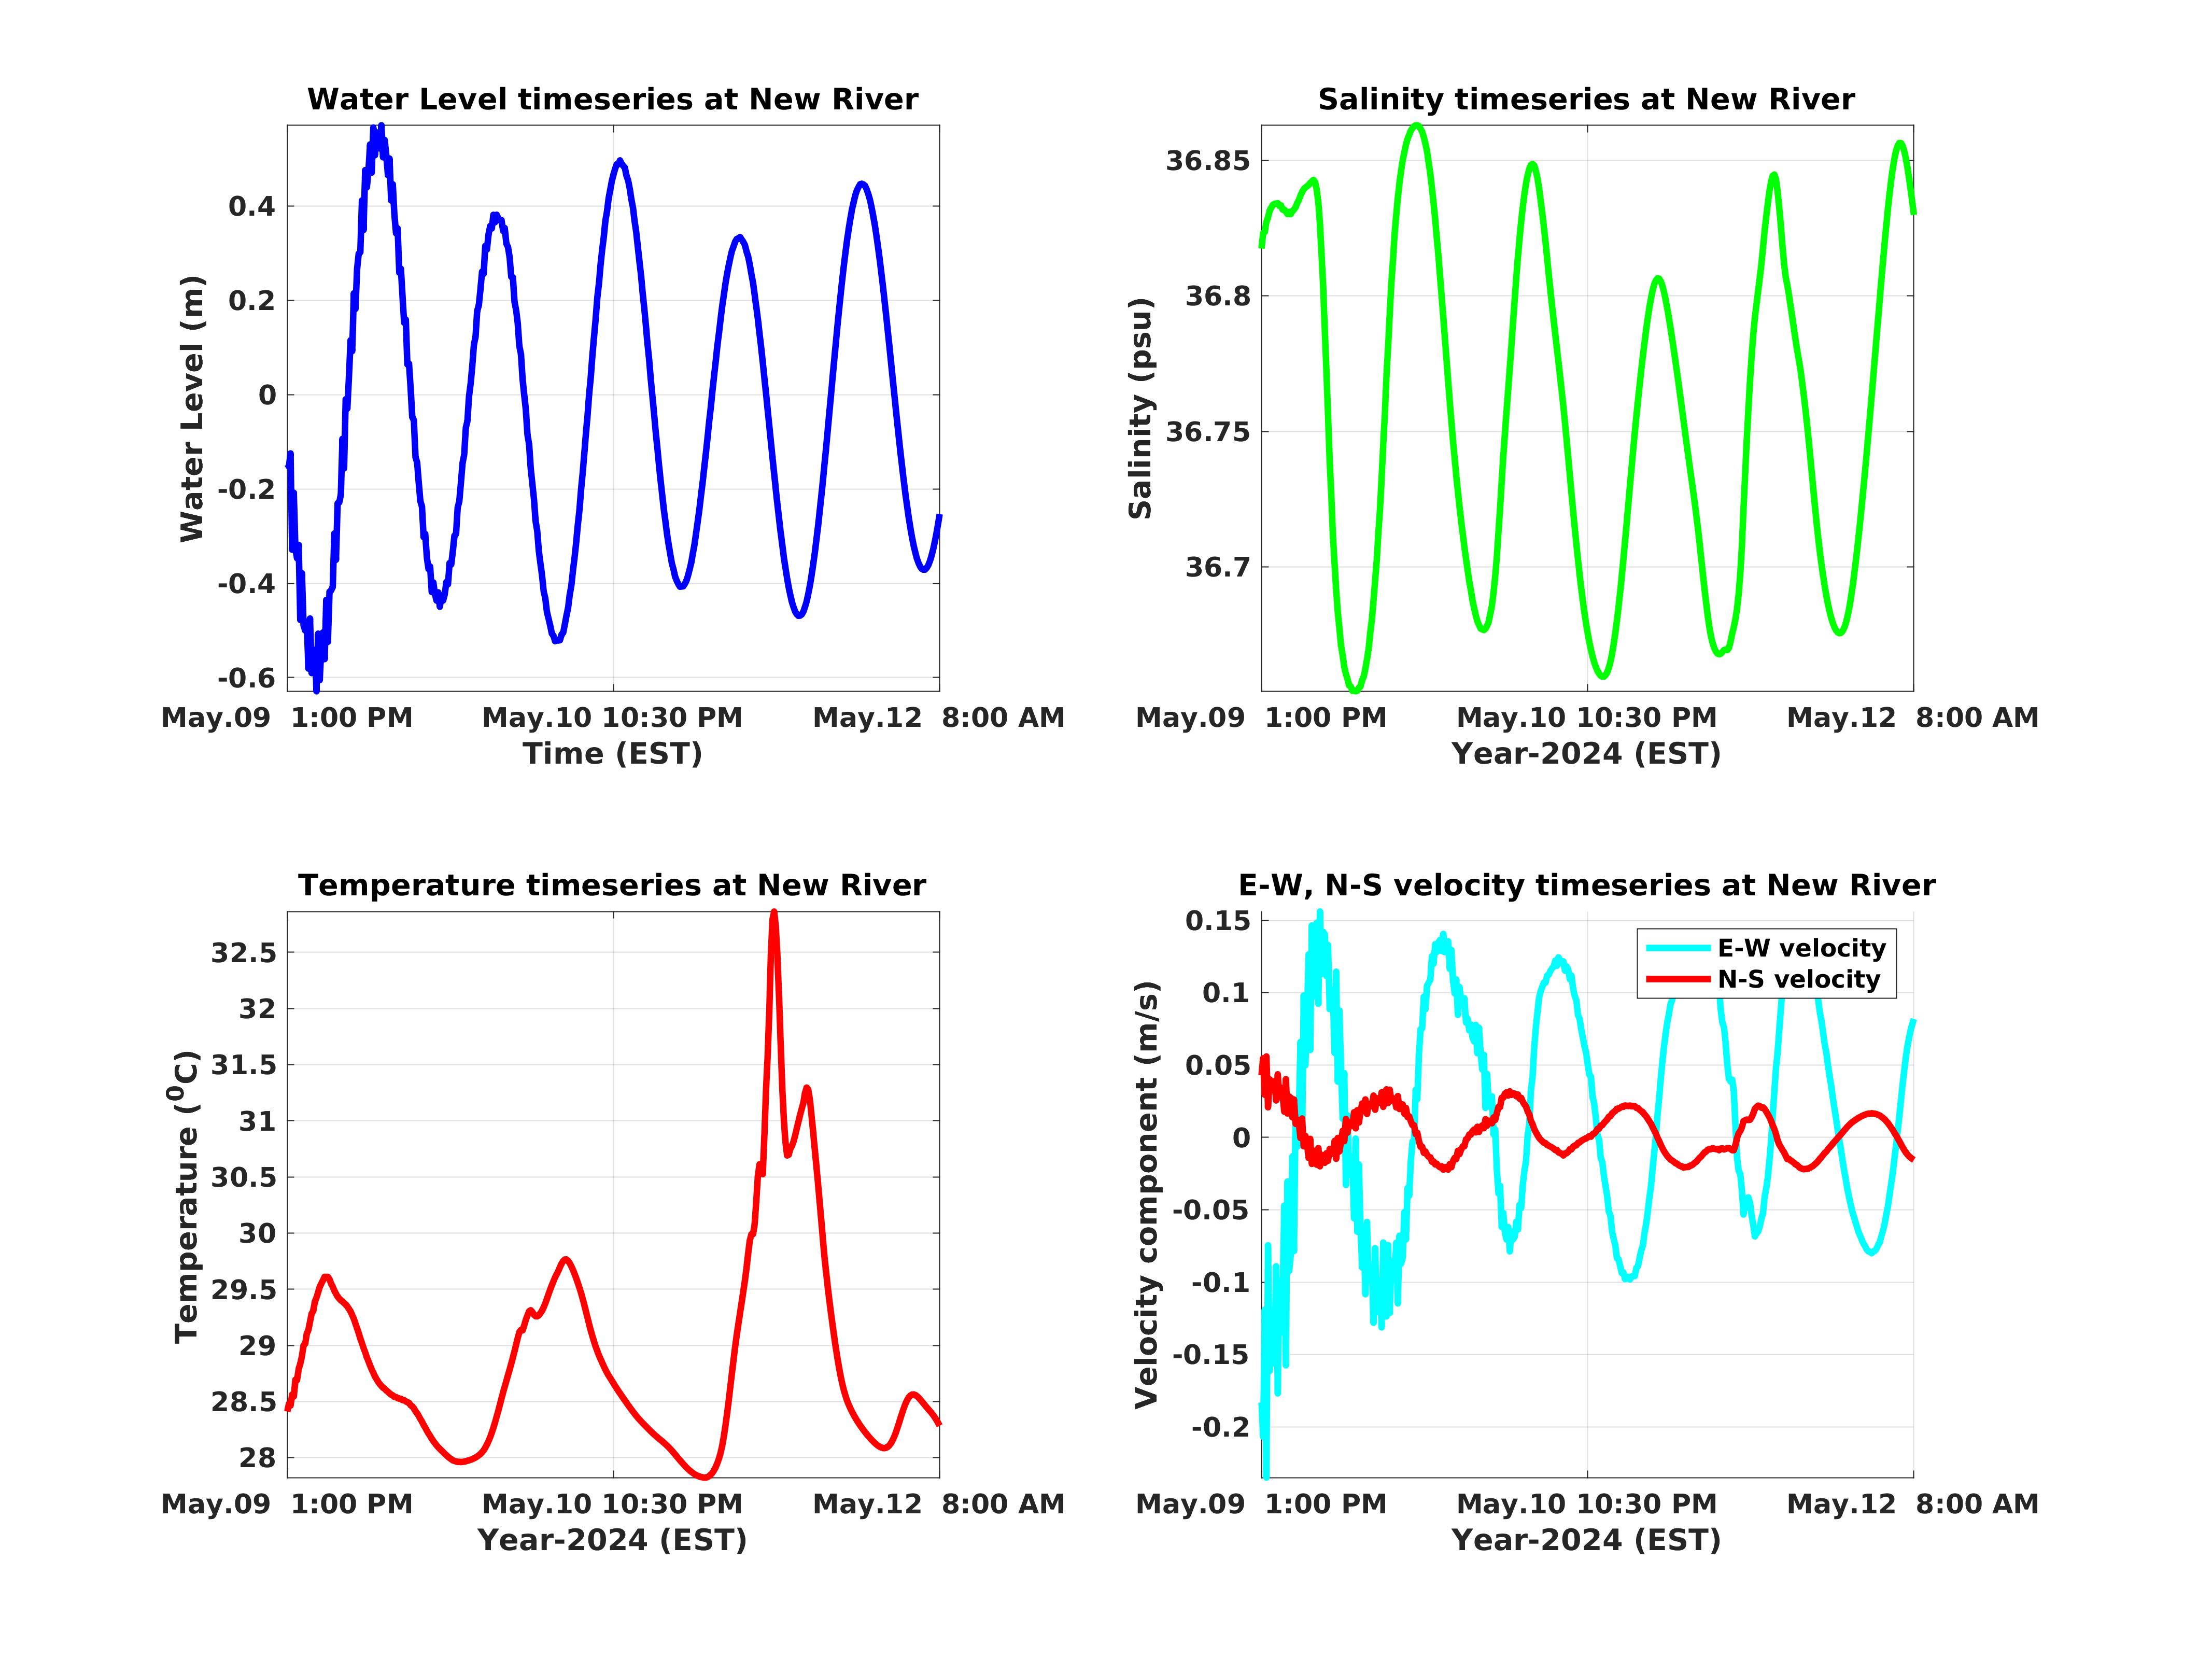 Water Level timeseries at New River
Water Level (m)
0.4
0.2
0
-0.2
-0.4
-0.6
May.09 1:00 PM
May.10 10:30 PM
May.12 8:00 AM
Time (EST)
Salinity timeseries at New River
Salinity (psu)
36.85
36.8
36.75
36.7
May.09 1:00 PM
May.10 10:30 PM
May.12 8:00 AM
Year-2024 (EST)
Temperature timeseries at New River
Temperature (⁰C)
32.5
32
31.5
31
30.5
30
29.5
29
28.5
28
May.09 1:00 PM
May.10 10:30 PM
May.12 8:00 AM
Year-2024 (EST)
E-W, N-S velocity timeseries at New River
Velocity component (m/s)
0.15
0.1
0.05
0
-0.05
-0.1
-0.15
-0.2
E-W velocity
N-S velocity
May.09 1:00 PM
May.10 10:30 PM
May.12 8:00 AM
Year-2024 (EST)